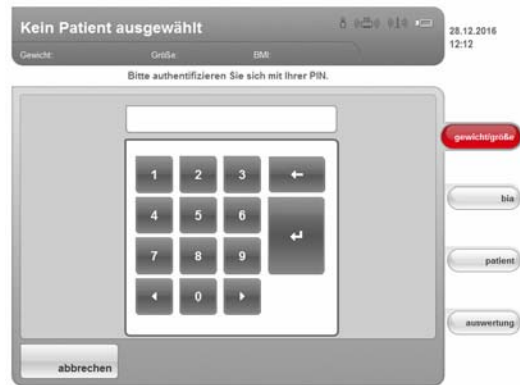 Kein Patient ausgewählt
28.12.2016
12:12
Gewicht: Größe: BMI:
Bitte authentifizieren Sie sich mit Ihrer PIN.
gewicht/größe
1 2 3
4 5 6
bia
7 8 9
patient
0
auswertung
abbrechen